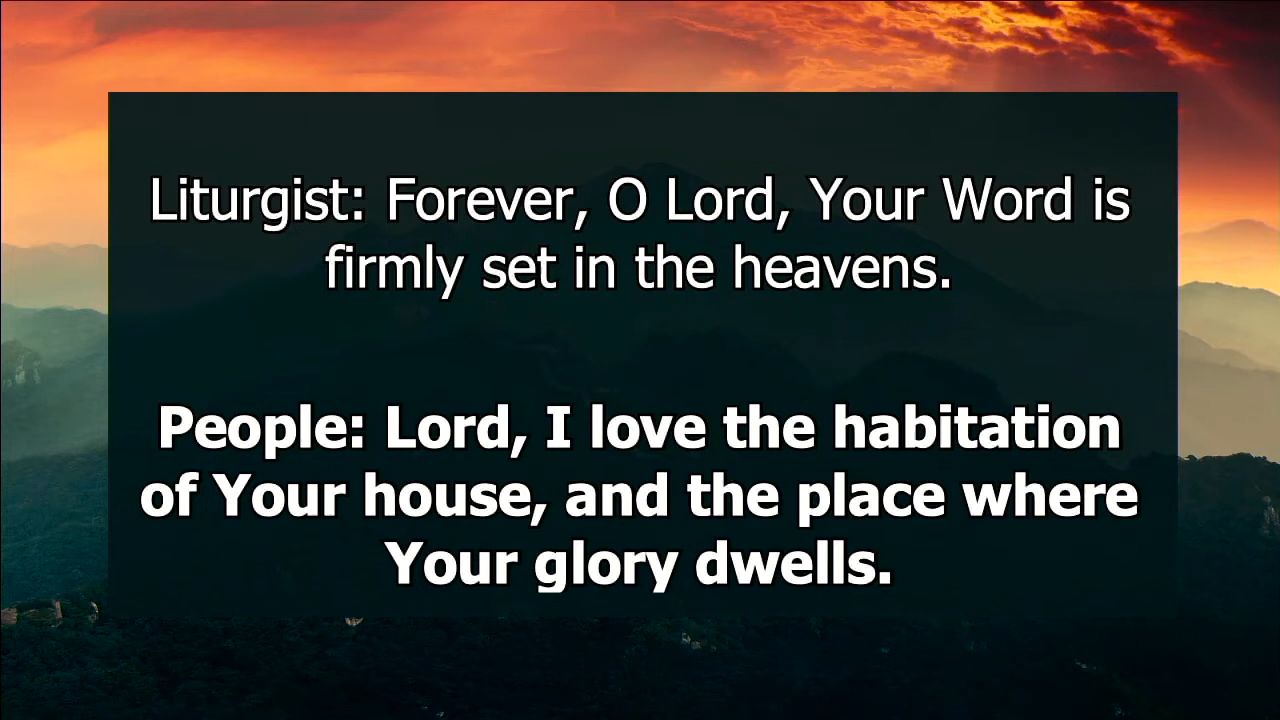 Liturgist: Forever, O Lord, Your Word is
firmly set in the heavens.
People: Lord, I love the habitation
of Your house, and the place where
Your glory dwells.